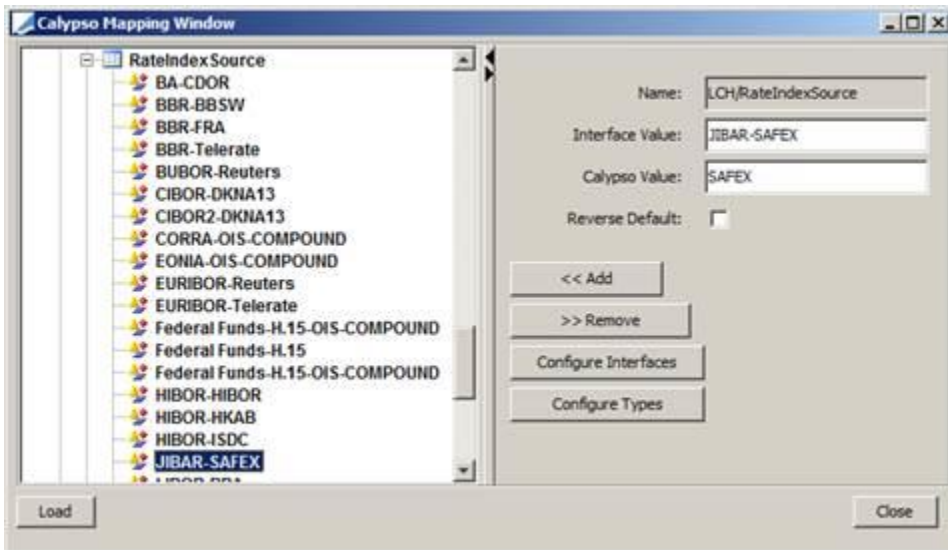 Calypso Mapping Window
RateIndexSource
BA-CDOR
BBR-BBSW
BBR-FRA
BBR-Telerate
BUBOR-Reuters
CIBOR-DKNA13
CIBOR2-DKNA13
CORRA-OIS-COMPOUND
EONIA-OIS-COMPOUND
EURIBOR-Reuters
EURIBOR-Telerate
Federal Funds-H.15-OIS-COMPOUND
Federal Funds-H.15
Federal Funds-H.15-OIS-COMPOUND
HIBOR-HIBOR
HIBOR-HKAB
HIBOR-ISDC
JIBAR-SAFEX
Name: LCH/RateIndexSource
Interface Value: JIBAR-SAFEX
Calypso Value: SAFEX
Reverse Default:
<< Add
>> Remove
Configure Interfaces
Configure Types
Load
Close